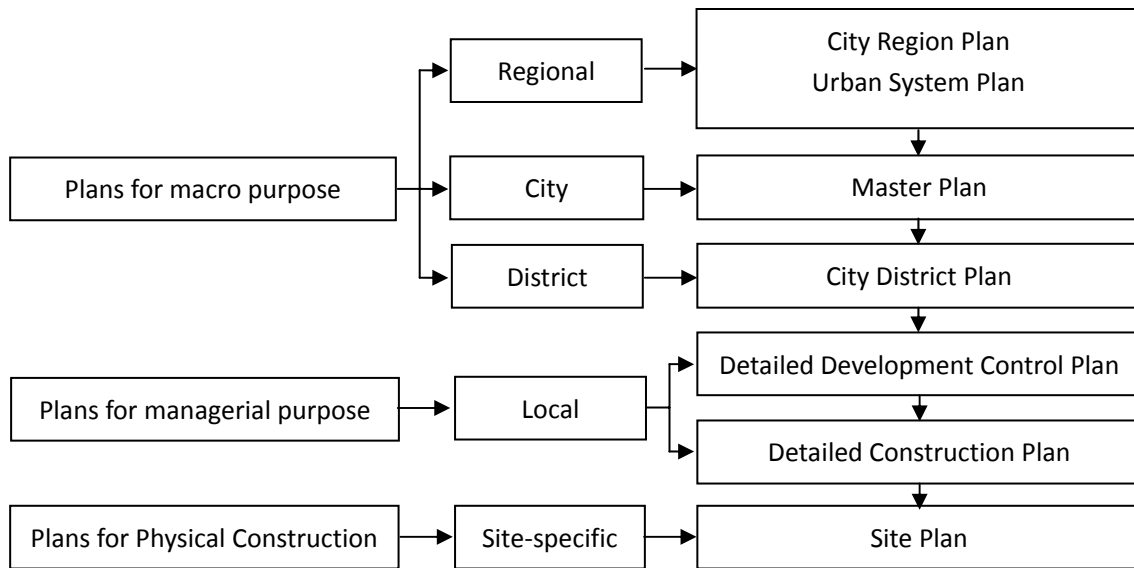 Regional
City Region Plan
Urban System Plan
Plans for macro purpose
City
Master Plan
District
City District Plan
Plans for managerial purpose
Local
Detailed Development Control Plan
Detailed Construction Plan
Plans for Physical Construction
Site-specific
Site Plan